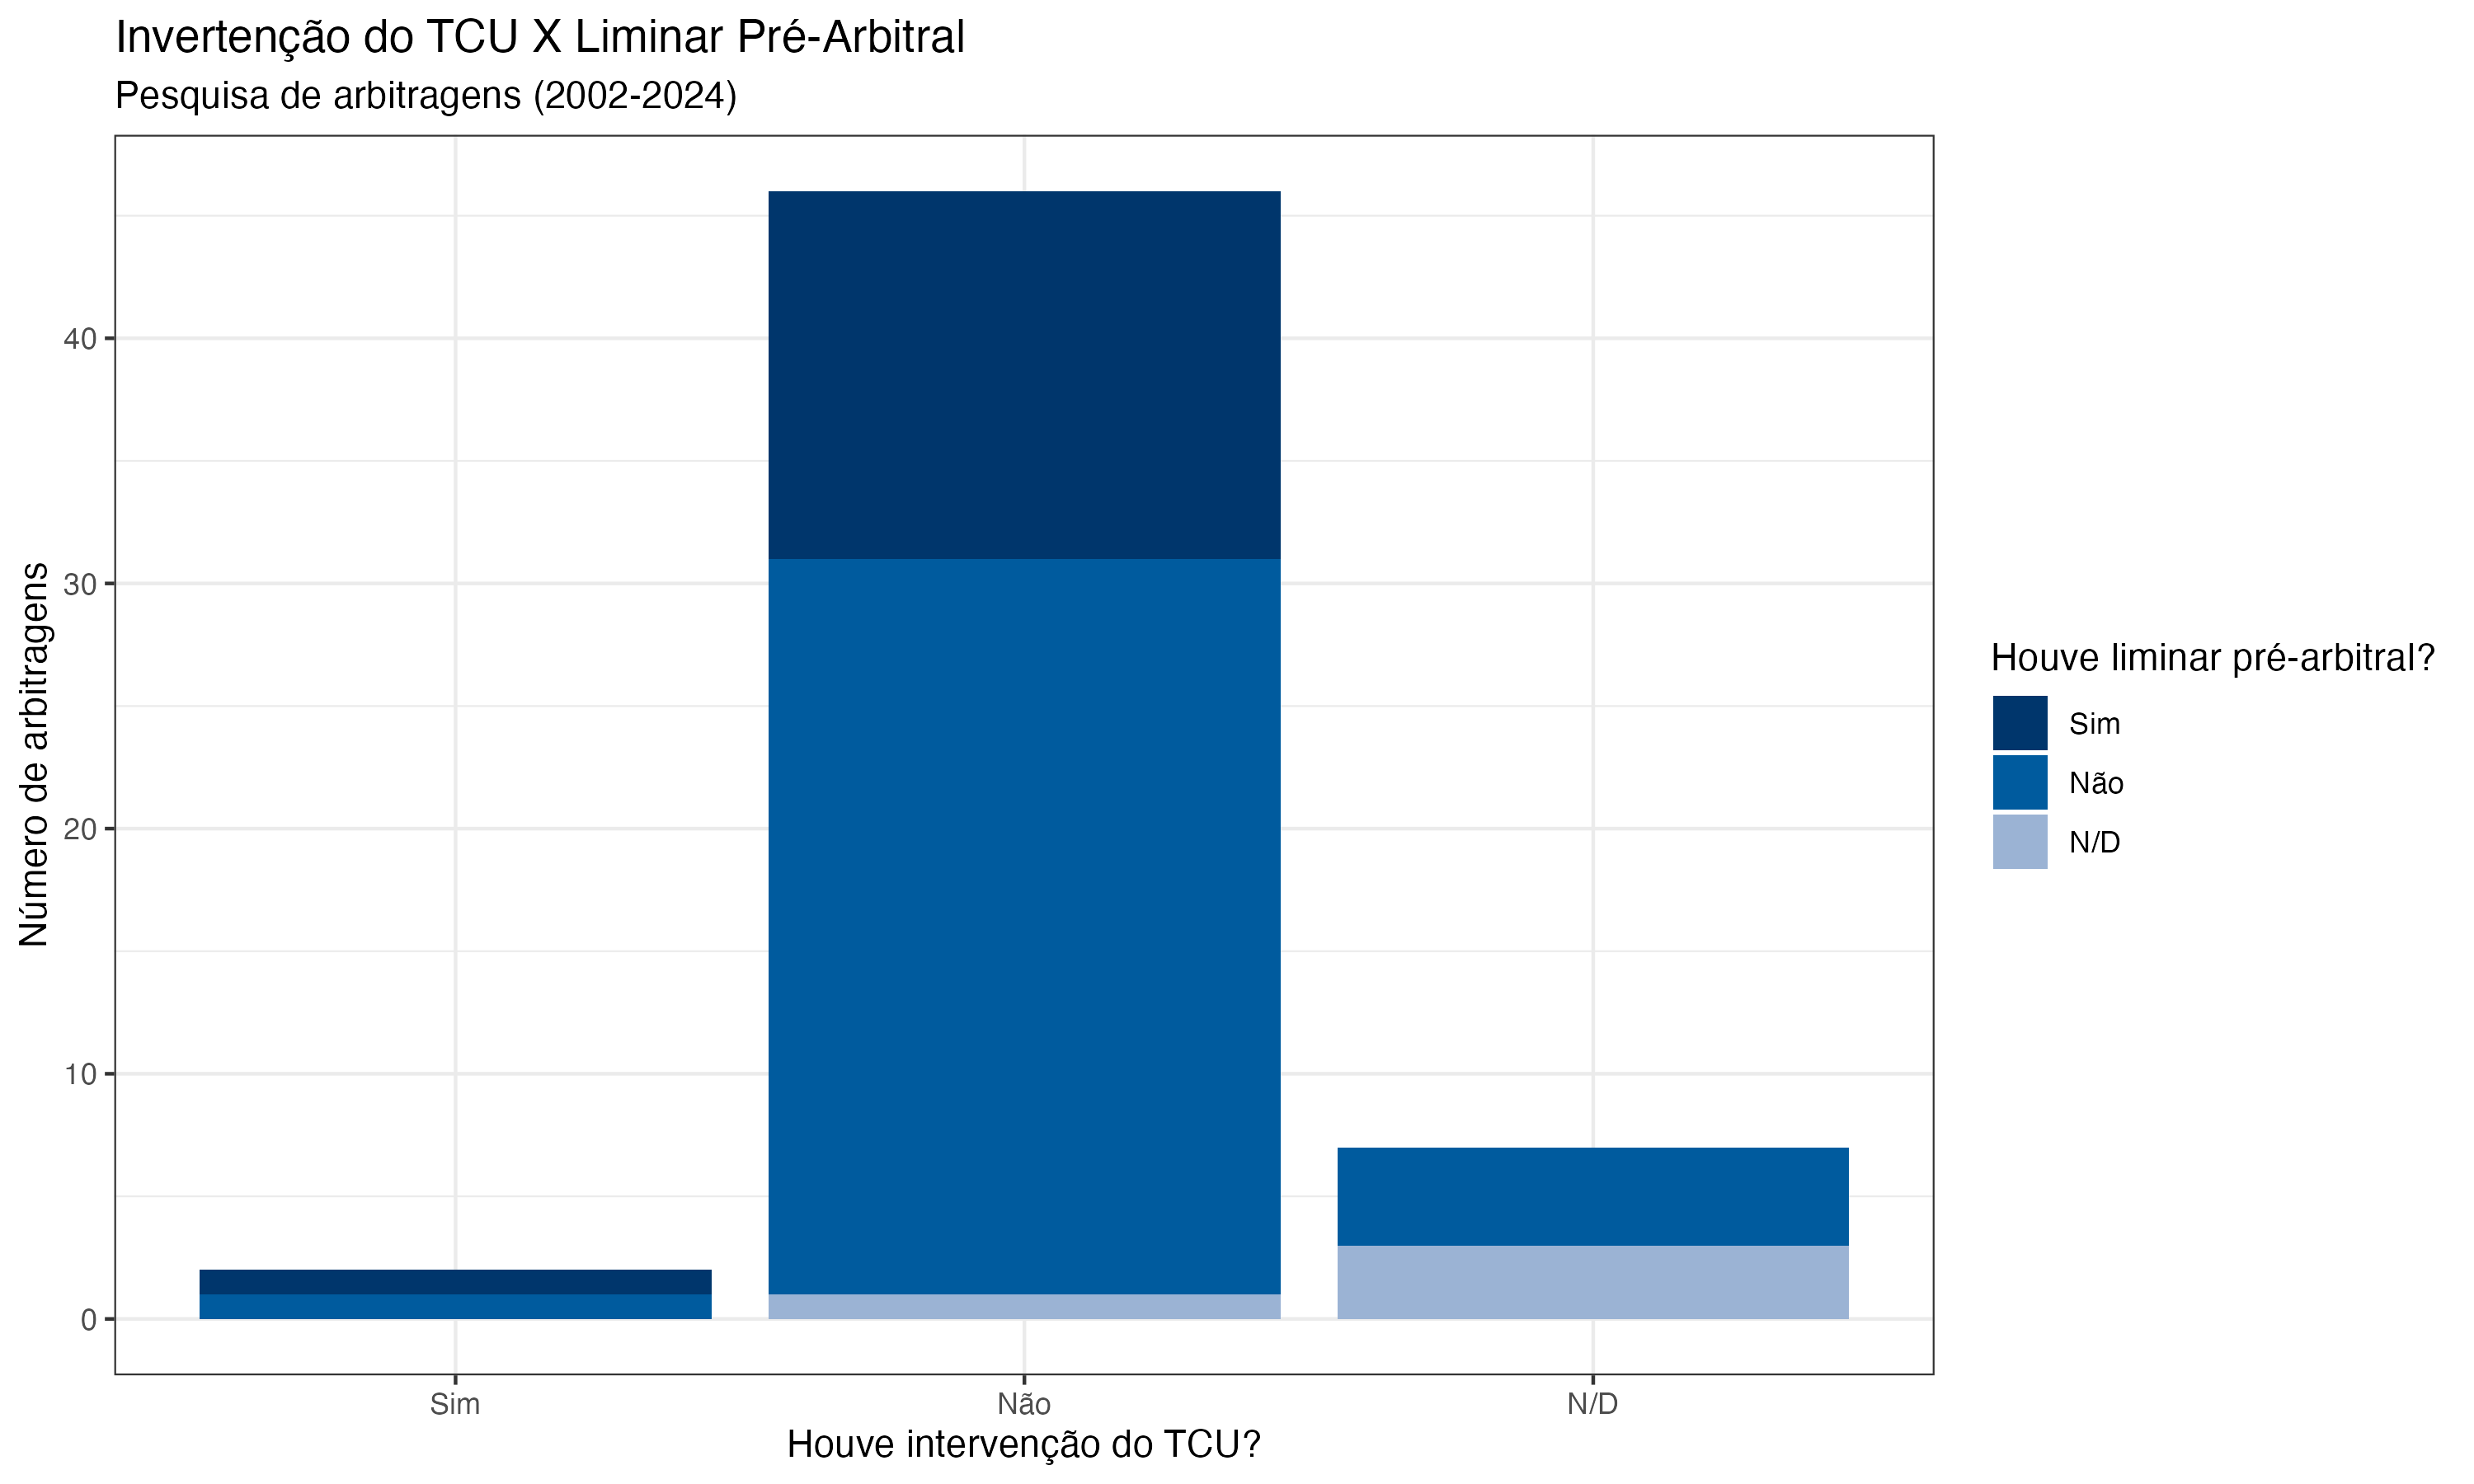 Invertenção do TCU X Liminar Pré-Arbitral
Pesquisa de arbitragens (2002-2024)
Número de arbitragens
40
30
20
10
0
Sim
Não
N/D
Houve intervenção do TCU?
Houve liminar pré-arbitral?
Sim
Não
N/D